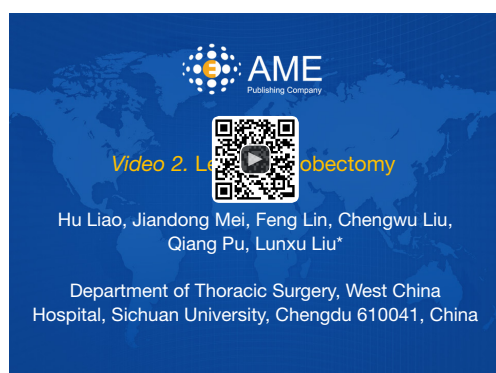 AME
Publishing Company
Video 2. Le obectomy
Hu Liao, Jiandong Mei, Feng Lin, Chengwu Liu,
Qiang Pu, Lunxu Liu*
Department of Thoracic Surgery, West China
Hospital, Sichuan University, Chengdu 610041, China